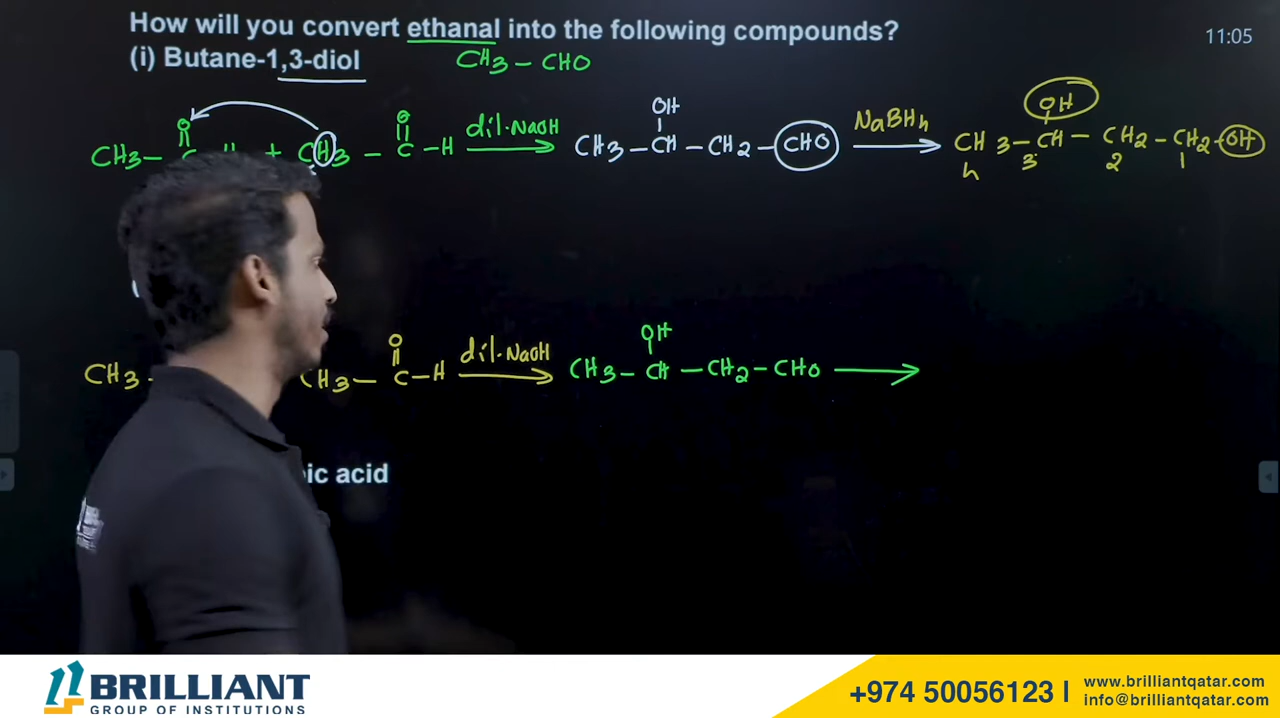 How will you convert ethanal into the following compounds?
11:05
(i) Butane-1,3-diol
CH3 – CHO
OH
O O OH
CH3 – C H + CH3 – C – H dil·NaOH CH3 – CH – CH2 – CHO NaBH4 CH3 – CH – CH2 – CH2 – OH
4 3 2 1
O OH
CH3 – CH3 – C – H dil·NaOH CH3 – CH – CH2 – CHO
ic acid
BRILLIANT
GROUP OF INSTITUTIONS
+974 50056123 |
www.brilliantqatar.com
info@brilliantqatar.com